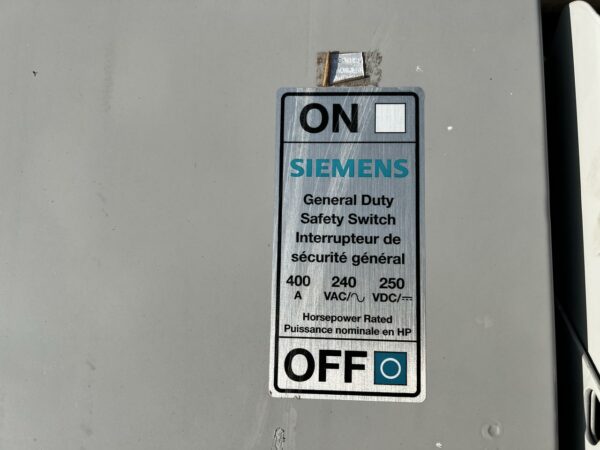 ON
SIEMENS
General Duty
Safety Switch
Interrupteur de
sécurité général
400 240 250
A VAC/∿ VDC/⎓
Horsepower Rated
Puissance nominale en HP
OFF O